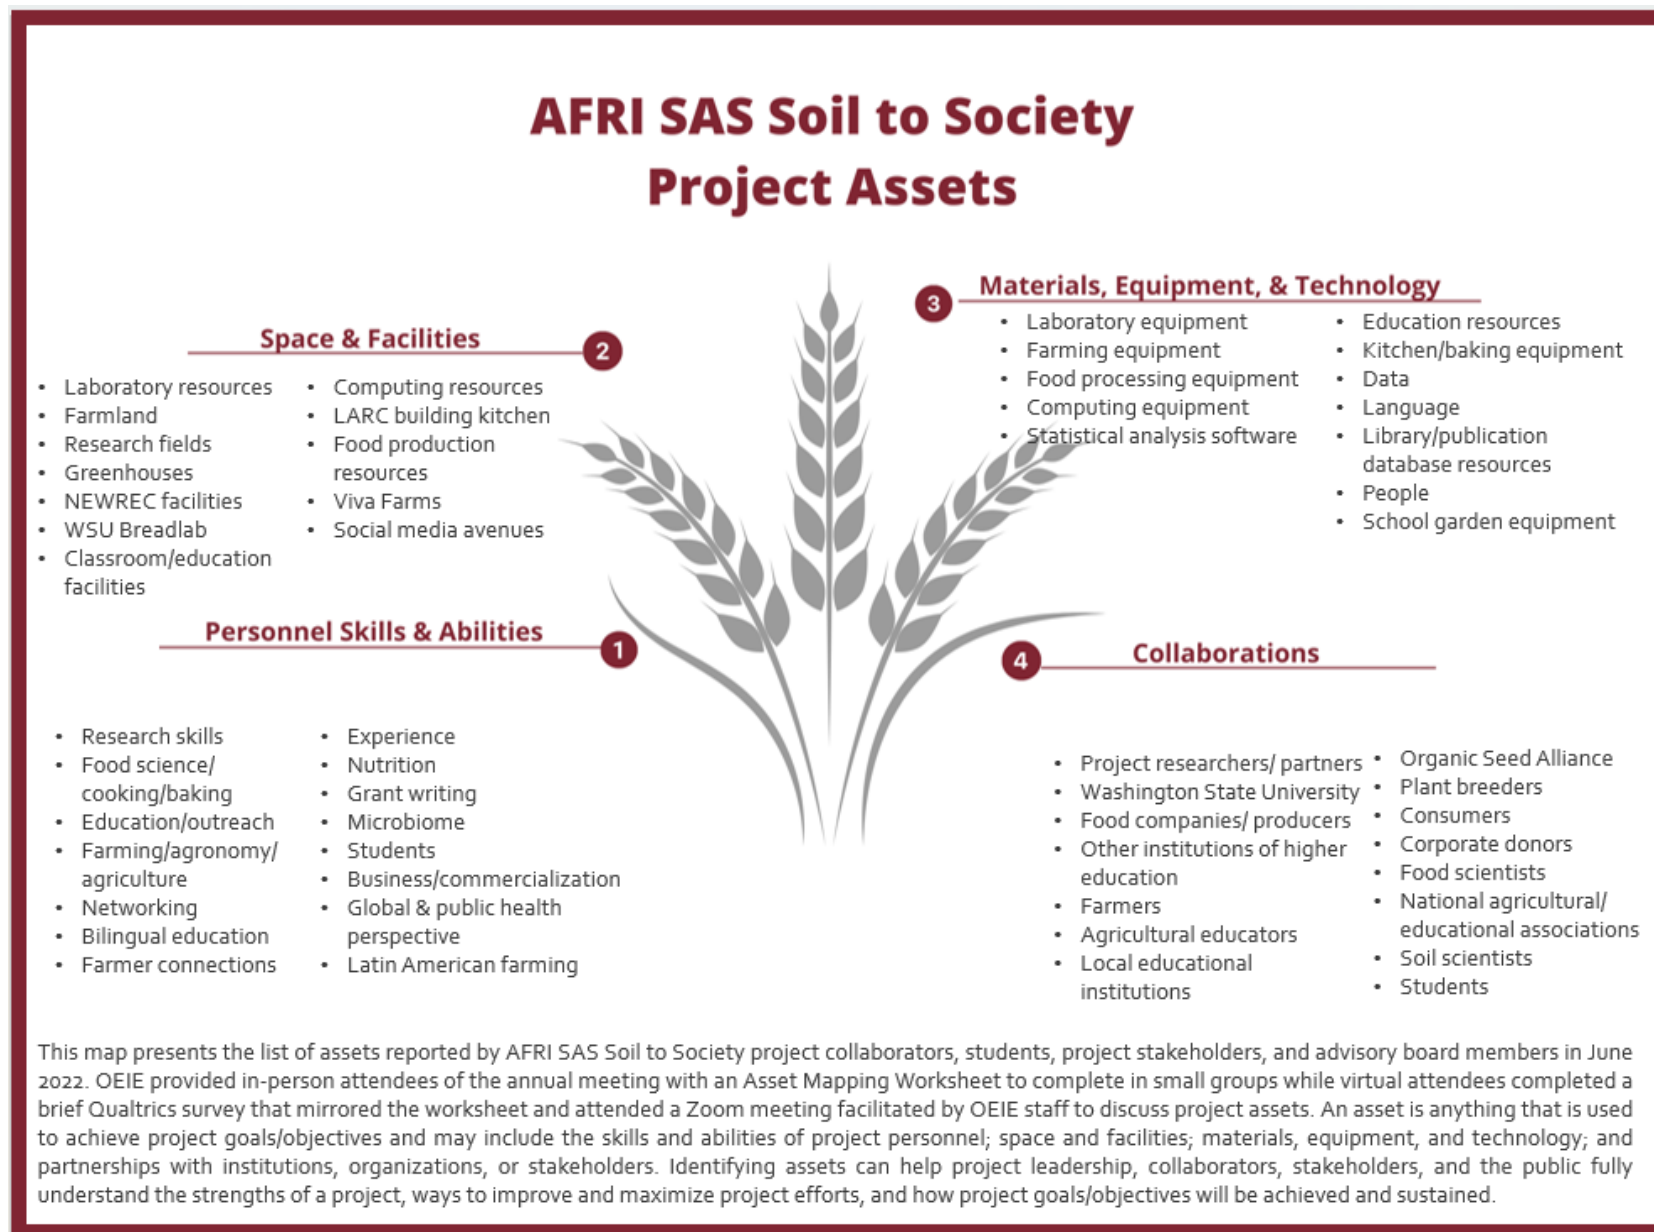 AFRI SAS Soil to Society
Project Assets
Space & Facilities
2
• Laboratory resources
• Farmland
• Research fields
• Greenhouses
• NEWREC facilities
• WSU Breadlab
• Classroom/education
facilities
• Computing resources
• LARC building kitchen
• Food production
resources
• Viva Farms
• Social media avenues
3
Materials, Equipment, & Technology
• Laboratory equipment
• Farming equipment
• Food processing equipment
• Computing equipment
• Statistical analysis software
• Education resources
• Kitchen/baking equipment
• Data
• Language
• Library/publication
database resources
• People
• School garden equipment
Personnel Skills & Abilities
1
• Research skills
• Food science/
cooking/baking
• Education/outreach
• Farming/agronomy/
agriculture
• Networking
• Bilingual education
• Farmer connections
• Experience
• Nutrition
• Grant writing
• Microbiome
• Students
• Business/commercialization
• Global & public health
perspective
• Latin American farming
4
Collaborations
• Project researchers/ partners
• Washington State University
• Food companies/ producers
• Other institutions of higher
education
• Farmers
• Agricultural educators
• Local educational
institutions
• Organic Seed Alliance
• Plant breeders
• Consumers
• Corporate donors
• Food scientists
• National agricultural/
educational associations
• Soil scientists
• Students
This map presents the list of assets reported by AFRI SAS Soil to Society project collaborators, students, project stakeholders, and advisory board members in June
2022. OEIE provided in-person attendees of the annual meeting with an Asset Mapping Worksheet to complete in small groups while virtual attendees completed a
brief Qualtrics survey that mirrored the worksheet and attended a Zoom meeting facilitated by OEIE staff to discuss project assets. An asset is anything that is used
to achieve project goals/objectives and may include the skills and abilities of project personnel; space and facilities; materials, equipment, and technology; and
partnerships with institutions, organizations, or stakeholders. Identifying assets can help project leadership, collaborators, stakeholders, and the public fully
understand the strengths of a project, ways to improve and maximize project efforts, and how project goals/objectives will be achieved and sustained.